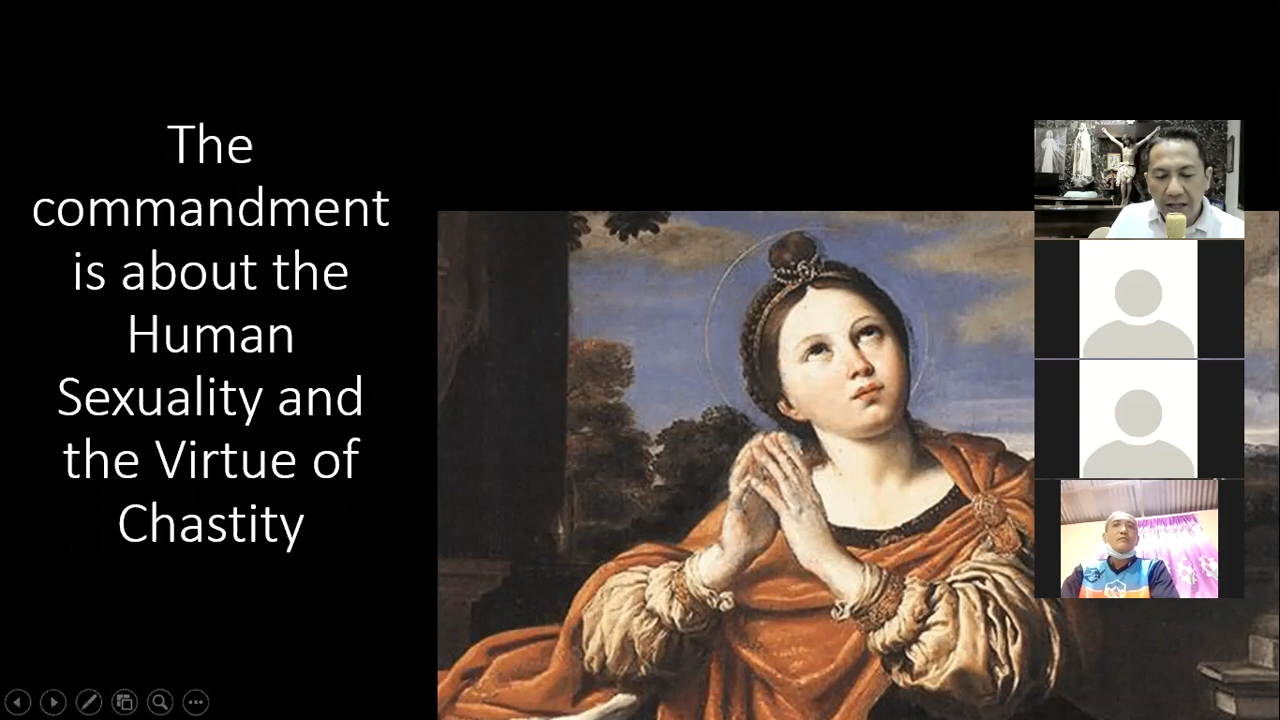 The
commandment
is about the
Human
Sexuality and
the Virtue of
Chastity